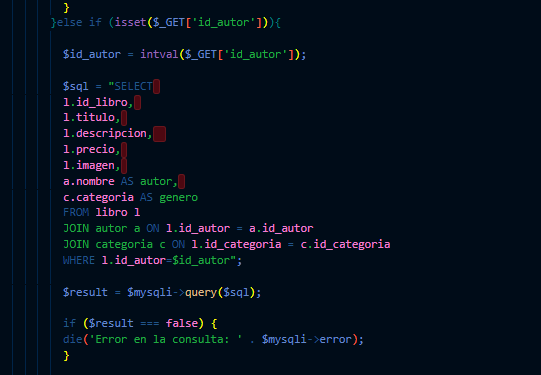 }
}else if (isset($_GET['id_autor'])){
$id_autor = intval($_GET['id_autor']);
$sql = "SELECT
l.id_libro,
l.titulo,
l.descripcion,
l.precio,
l.imagen,
a.nombre AS autor,
c.categoria AS genero
FROM libro l
JOIN autor a ON l.id_autor = a.id_autor
JOIN categoria c ON l.id_categoria = c.id_categoria
WHERE l.id_autor=$id_autor";
$result = $mysqli->query($sql);
if ($result === false) {
die('Error en la consulta: ' . $mysqli->error);
}